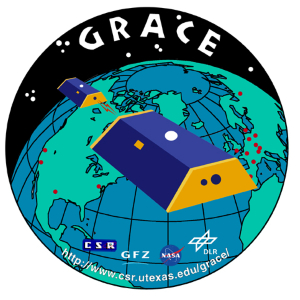 GRACE
CSR
GFZ
NASA
DLR
http://www.csr.utexas.edu/grace/